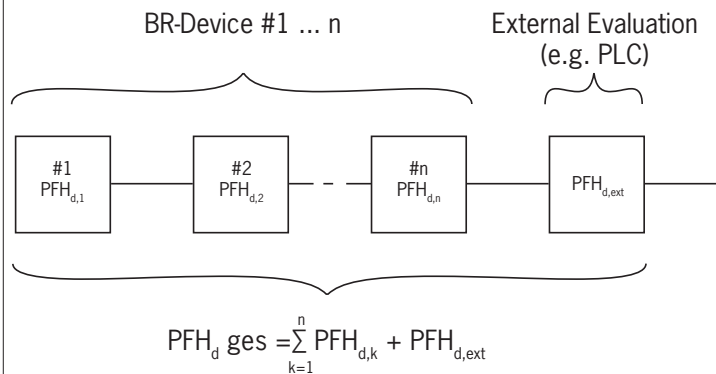 BR-Device #1 ... n
External Evaluation
(e.g. PLC)
#1
PFHd,1
#2
PFHd,2
#n
PFHd,n
PFHd,ext
PFHd ges =∑ PFHd,k + PFHd,ext
n
k=1